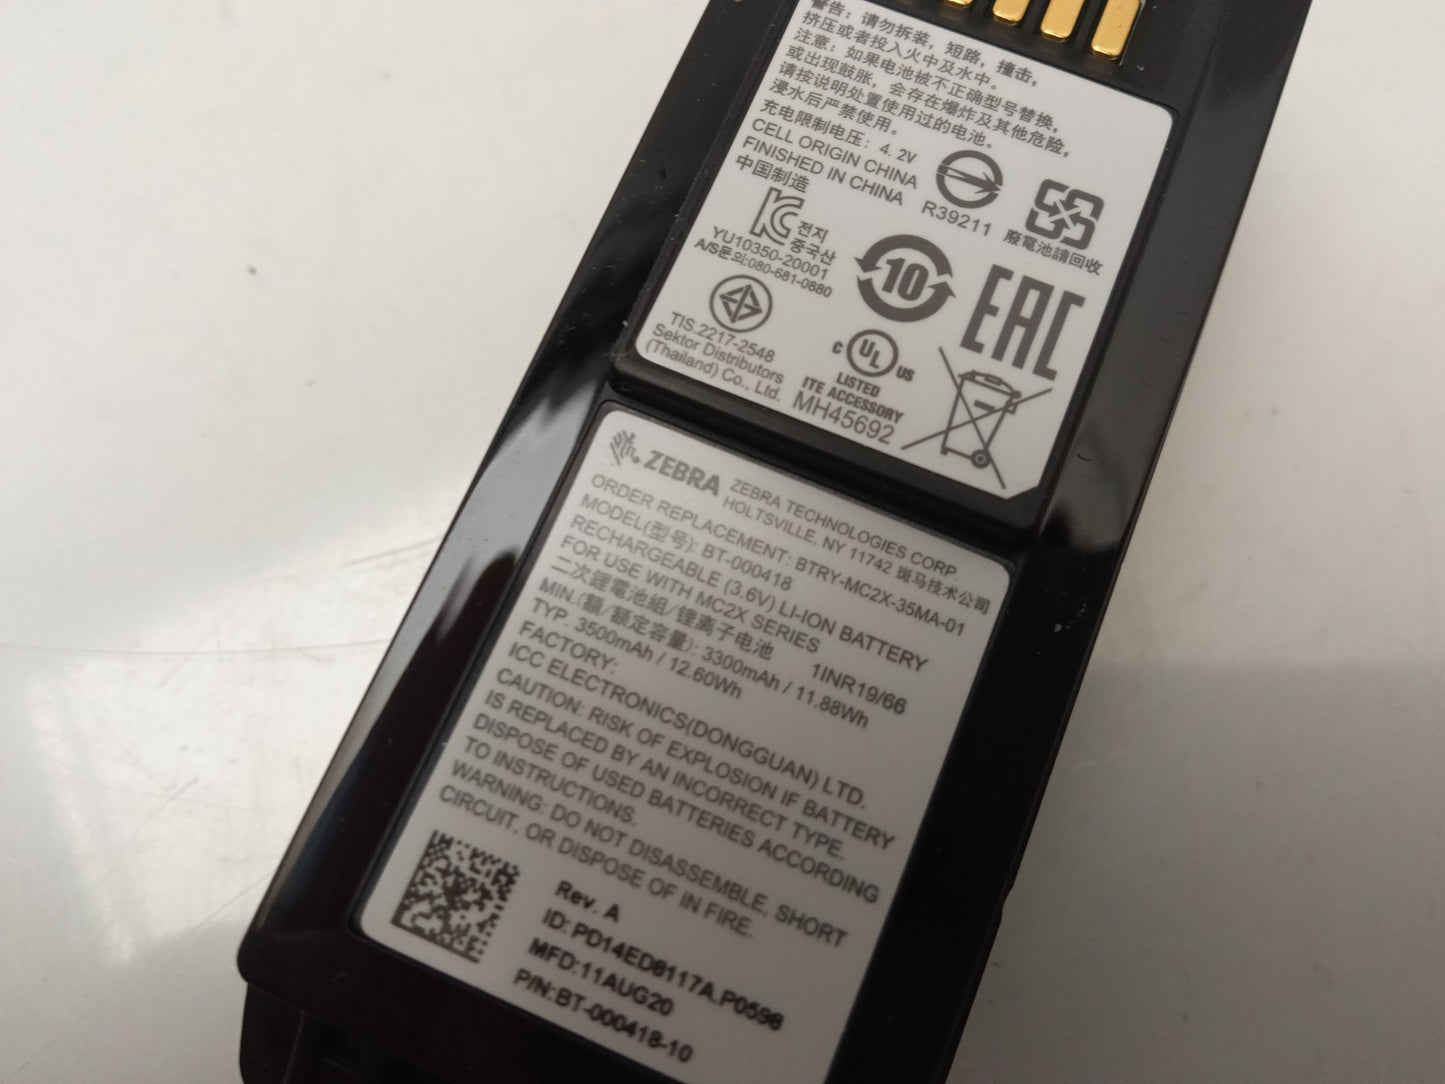 警告：请勿拆装，短路，撞击，
挤压或者投入火中及水中。
注意：如果电池被不正确型号替换，
或出现鼓胀，会存在爆炸及其他危险，
请按说明处置使用过的电池。
浸水后严禁使用。
充电限制电压：4.2V
CELL ORIGIN CHINA
FINISHED IN CHINA
中国制造
R39211
廢電池請回收
전지
중국산
YU10350-20001
A/S문의:080-681-0880
10
EAC
TIS.2217-2548
Sektor Distributors
(Thailand) Co., Ltd.
C UL US
LISTED
ITE ACCESSORY
MH45692
ZEBRA
ZEBRA TECHNOLOGIES CORP.
HOLTSVILLE, NY 11742 斑马技术公司
ORDER REPLACEMENT: BTRY-MC2X-35MA-01
MODEL(型号): BT-000418
RECHARGEABLE (3.6V) LI-ION BATTERY
FOR USE WITH MC2X SERIES
二次鋰電池組/锂离子电池 1INR19/66
MIN.(額/额定容量): 3300mAh / 11.88Wh
TYP. 3500mAh / 12.60Wh
FACTORY:
ICC ELECTRONICS(DONGGUAN) LTD.
CAUTION: RISK OF EXPLOSION IF BATTERY
IS REPLACED BY AN INCORRECT TYPE.
DISPOSE OF USED BATTERIES ACCORDING
TO INSTRUCTIONS.
WARNING: DO NOT DISASSEMBLE, SHORT
CIRCUIT, OR DISPOSE OF IN FIRE.
Rev. A
ID: PD14ED8117A.P0598
MFD:11AUG20
P/N:BT-000418-10